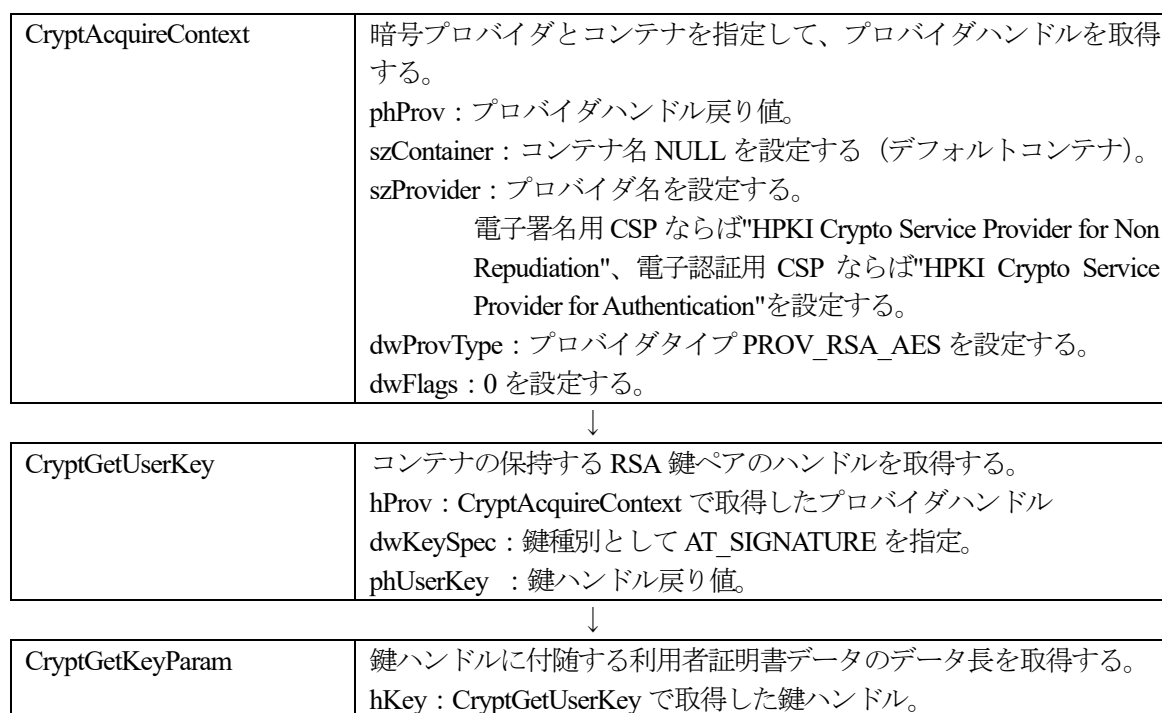 CryptAcquireContext
暗号プロバイダとコンテナを指定して、プロバイダハンドルを取得
する。
phProv：プロバイダハンドル戻り値。
szContainer：コンテナ名 NULL を設定する（デフォルトコンテナ）。
szProvider：プロバイダ名を設定する。
電子署名用 CSP ならば"HPKI Crypto Service Provider for Non
Repudiation"、電子認証用 CSP ならば"HPKI Crypto Service
Provider for Authentication"を設定する。
dwProvType：プロバイダタイプ PROV_RSA_AES を設定する。
dwFlags：0 を設定する。
↓
CryptGetUserKey
コンテナの保持する RSA 鍵ペアのハンドルを取得する。
hProv：CryptAcquireContext で取得したプロバイダハンドル
dwKeySpec：鍵種別として AT_SIGNATURE を指定。
phUserKey ：鍵ハンドル戻り値。
↓
CryptGetKeyParam
鍵ハンドルに付随する利用者証明書データのデータ長を取得する。
hKey：CryptGetUserKey で取得した鍵ハンドル。